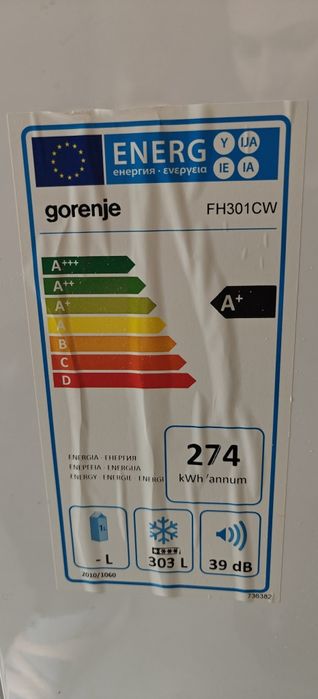 ENERG Y IJA
енергия · ενεργεια IE IA
gorenje FH301CW
A+++
A++
A+ A+
A
B
C
D
ENERGIA · ЕНЕРГИЯ
ΕΝΕΡΓΕΙΑ · ENERGIJA
ENERGY · ENERGIE · ENERGI
274
kWh/annum
1L
- L 303 L 39 dB
2010/1060
736382